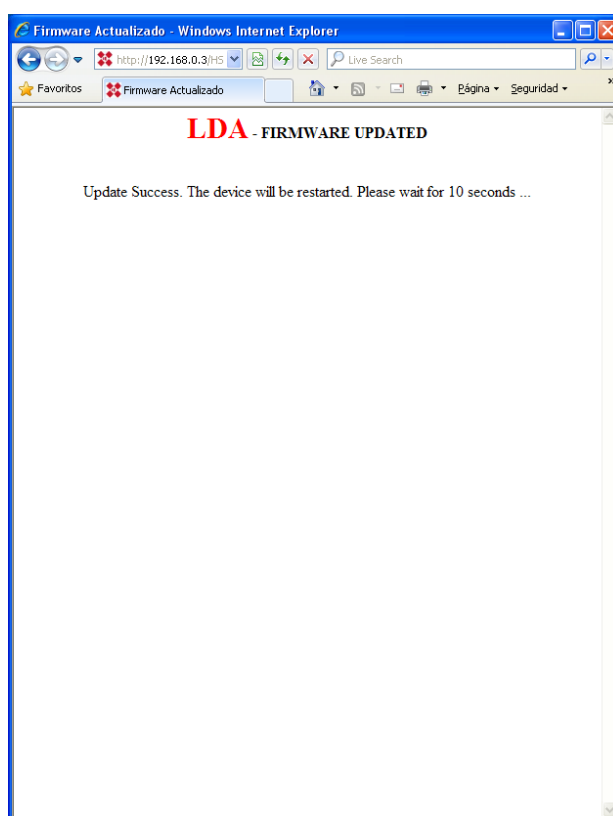 Firmware Actualizado - Windows Internet Explorer
http://192.168.0.3/HS Live Search
Favoritos Firmware Actualizado Página Seguridad »
LDA - FIRMWARE UPDATED
Update Success. The device will be restarted. Please wait for 10 seconds ...